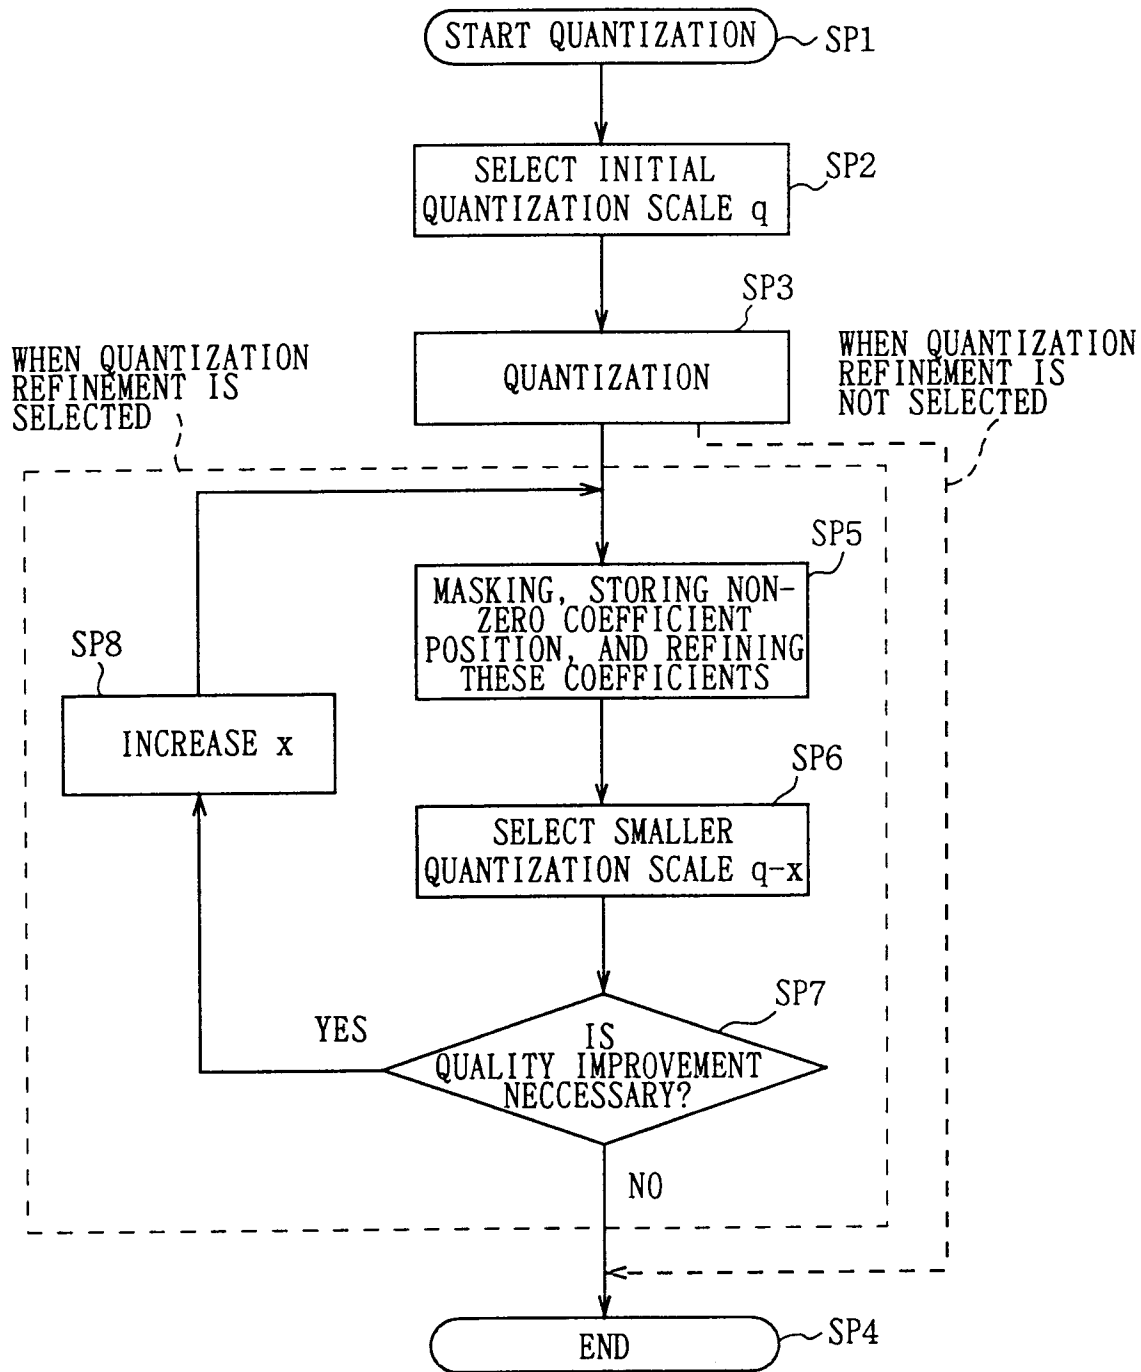 START QUANTIZATION
SP1
SELECT INITIAL
QUANTIZATION SCALE q
SP2
SP3
QUANTIZATION
WHEN QUANTIZATION
REFINEMENT IS
SELECTED
WHEN QUANTIZATION
REFINEMENT IS
NOT SELECTED
SP5
MASKING, STORING NON-
ZERO COEFFICIENT
POSITION, AND REFINING
THESE COEFFICIENTS
SP8
INCREASE x
SP6
SELECT SMALLER
QUANTIZATION SCALE q-x
SP7
YES
IS
QUALITY IMPROVEMENT
NECCESSARY?
NO
END
SP4